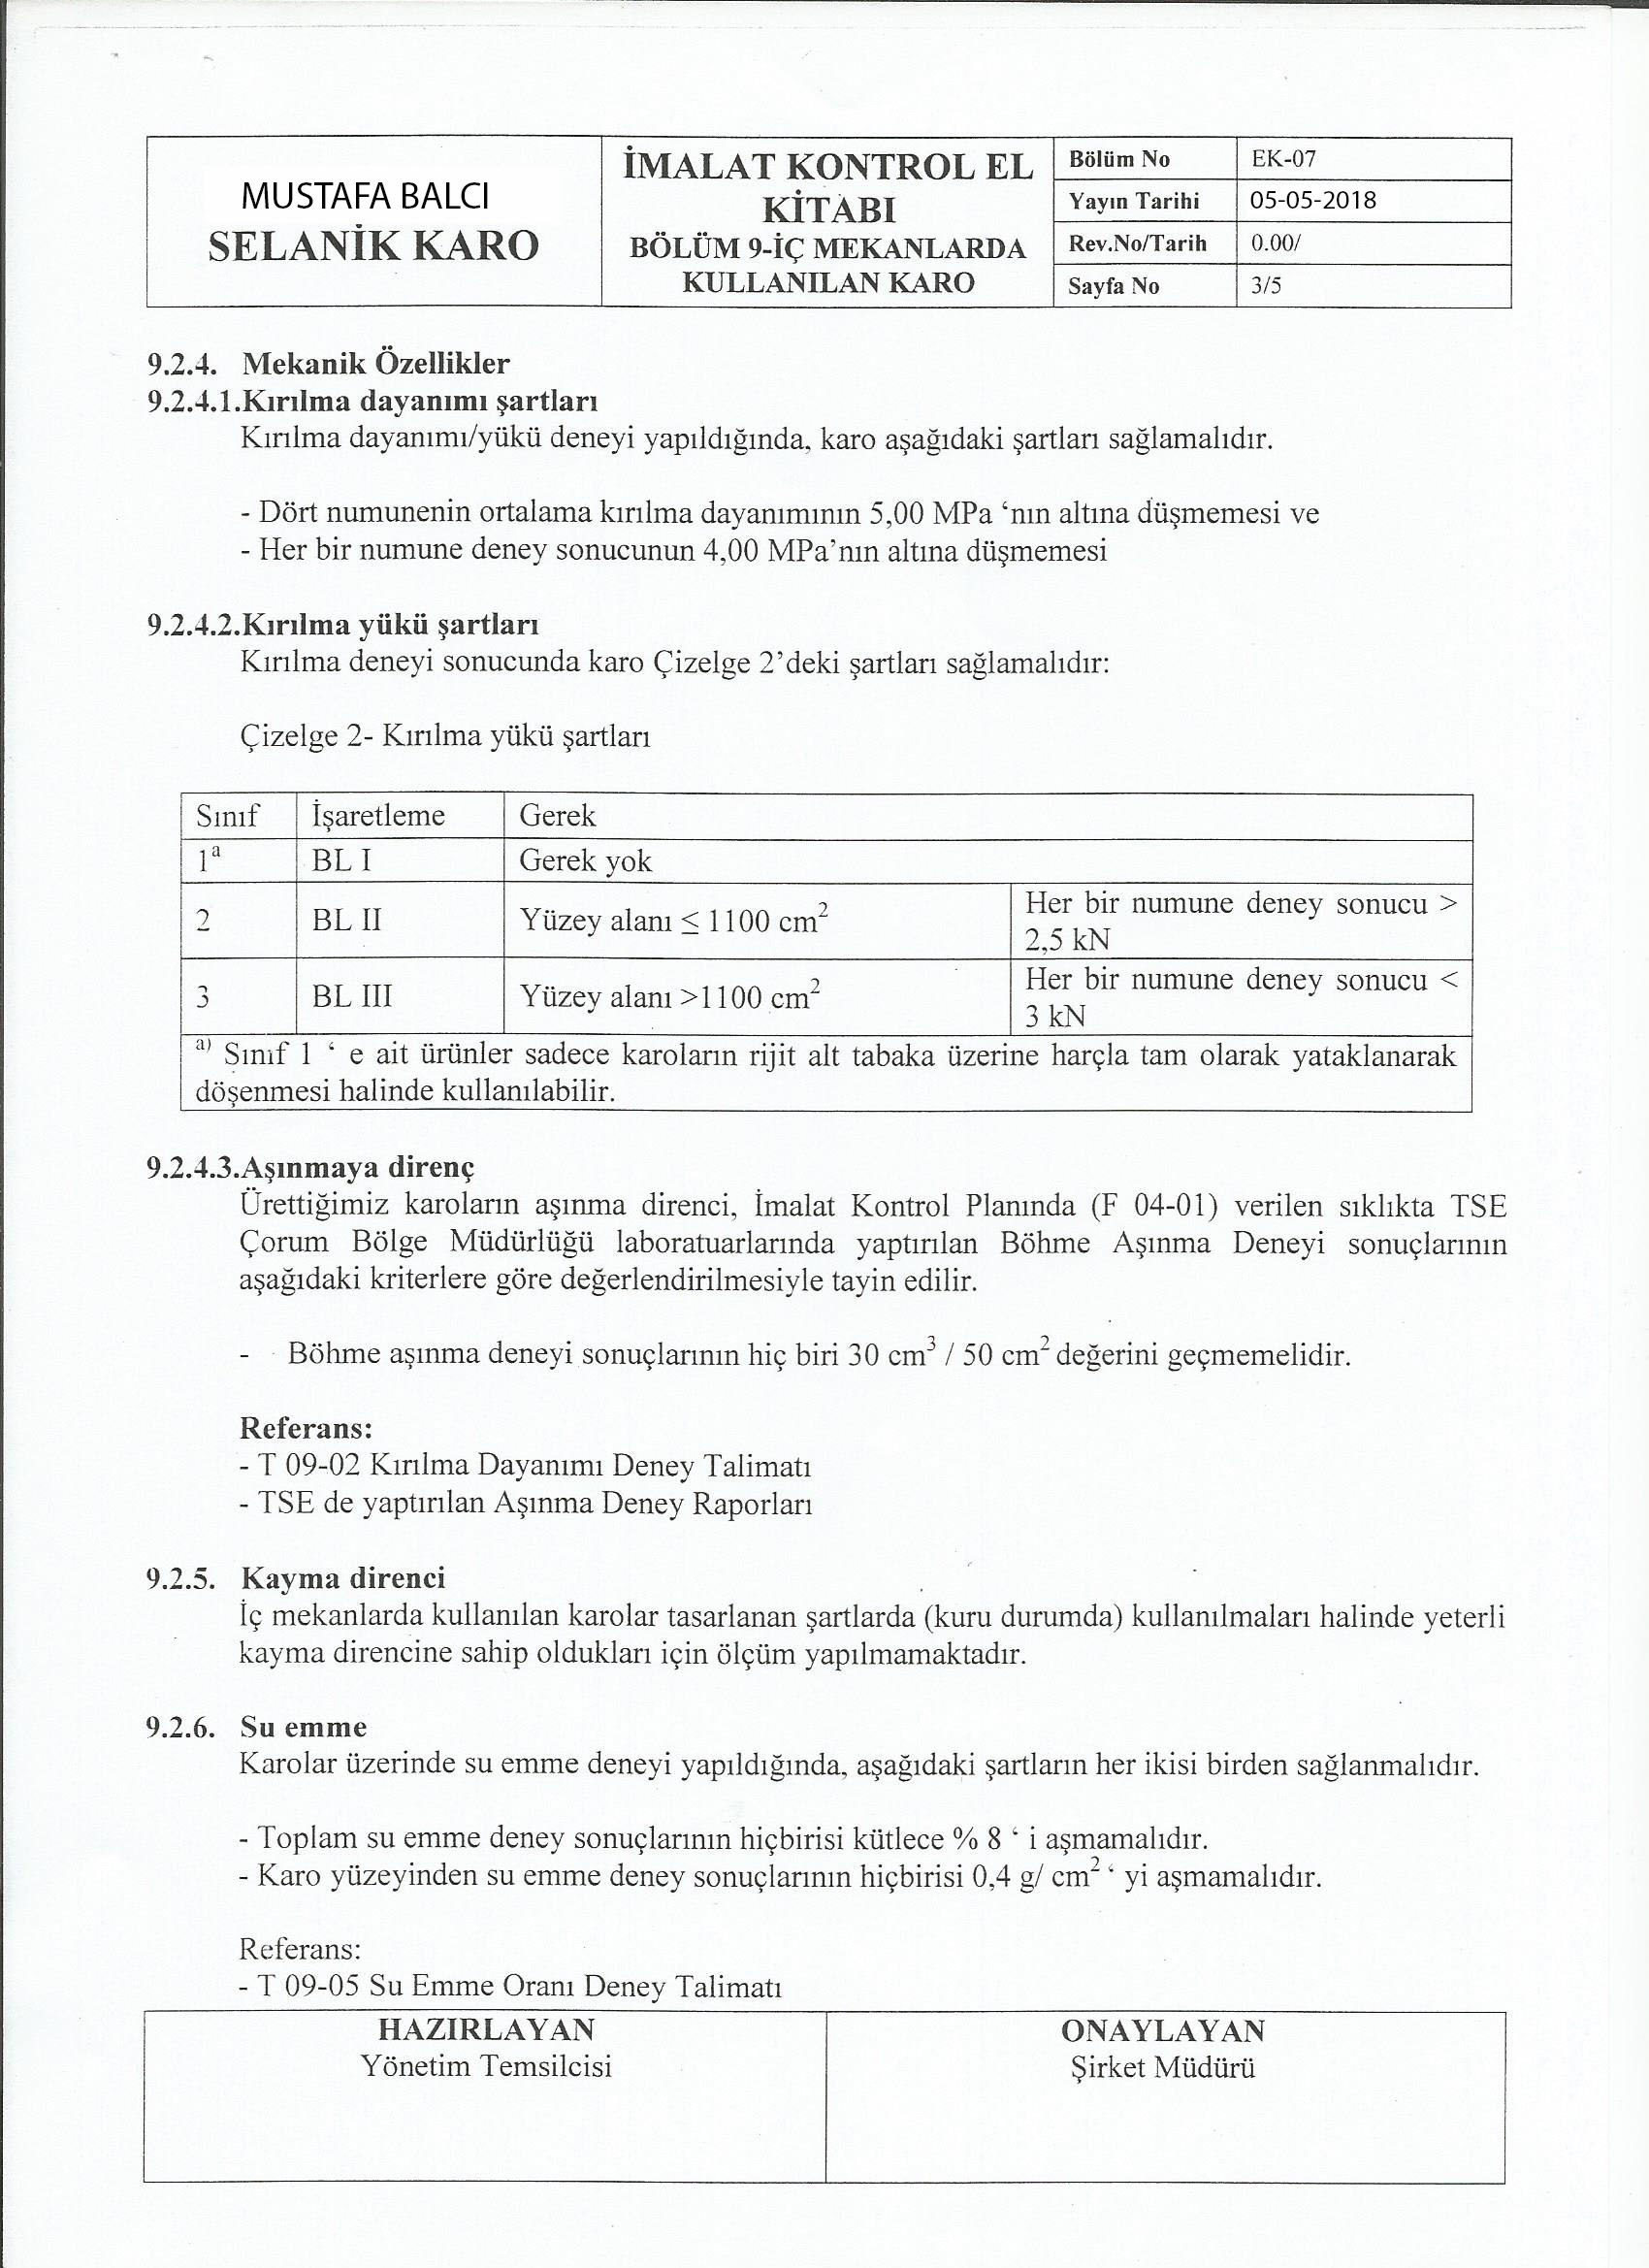 MUSTAFA BALCI
SELANİK KARO
İMALAT KONTROL EL
KİTABI
BÖLÜM 9-İÇ MEKANLARDA
KULLANILAN KARO
Bölüm No EK-07
Yayın Tarihi 05-05-2018
Rev.No/Tarih 0.00/
Sayfa No 3/5
9.2.4. Mekanik Özellikler
9.2.4.1.Kırılma dayanımı şartları
Kırılma dayanımı/yükü deneyi yapıldığında, karo aşağıdaki şartları sağlamalıdır.
- Dört numunenin ortalama kırılma dayanımının 5,00 MPa ‘nın altına düşmemesi ve
- Her bir numune deney sonucunun 4,00 MPa’nın altına düşmemesi
9.2.4.2.Kırılma yükü şartları
Kırılma deneyi sonucunda karo Çizelge 2’deki şartları sağlamalıdır:
Çizelge 2- Kırılma yükü şartları
Sınıf İşaretleme Gerek
1ª BL I Gerek yok
2 BL II Yüzey alanı ≤ 1100 cm² Her bir numune deney sonucu >
2,5 kN
3 BL III Yüzey alanı >1100 cm² Her bir numune deney sonucu <
3 kN
a) Sınıf 1 ‘ e ait ürünler sadece karoların rijit alt tabaka üzerine harçla tam olarak yataklanarak
döşenmesi halinde kullanılabilir.
9.2.4.3.Aşınmaya direnç
Ürettiğimiz karoların aşınma direnci, İmalat Kontrol Planında (F 04-01) verilen sıklıkta TSE
Çorum Bölge Müdürlüğü laboratuarlarında yaptırılan Böhme Aşınma Deneyi sonuçlarının
aşağıdaki kriterlere göre değerlendirilmesiyle tayin edilir.
- Böhme aşınma deneyi sonuçlarının hiç biri 30 cm³ / 50 cm² değerini geçmemelidir.
Referans:
- T 09-02 Kırılma Dayanımı Deney Talimatı
- TSE de yaptırılan Aşınma Deney Raporları
9.2.5. Kayma direnci
İç mekanlarda kullanılan karolar tasarlanan şartlarda (kuru durumda) kullanılmaları halinde yeterli
kayma direncine sahip oldukları için ölçüm yapılmamaktadır.
9.2.6. Su emme
Karolar üzerinde su emme deneyi yapıldığında, aşağıdaki şartların her ikisi birden sağlanmalıdır.
- Toplam su emme deney sonuçlarının hiçbirisi kütlece % 8 ‘ i aşmamalıdır.
- Karo yüzeyinden su emme deney sonuçlarının hiçbirisi 0,4 g/ cm² ‘ yi aşmamalıdır.
Referans:
- T 09-05 Su Emme Oranı Deney Talimatı
HAZIRLAYAN
Yönetim Temsilcisi
ONAYLAYAN
Şirket Müdürü